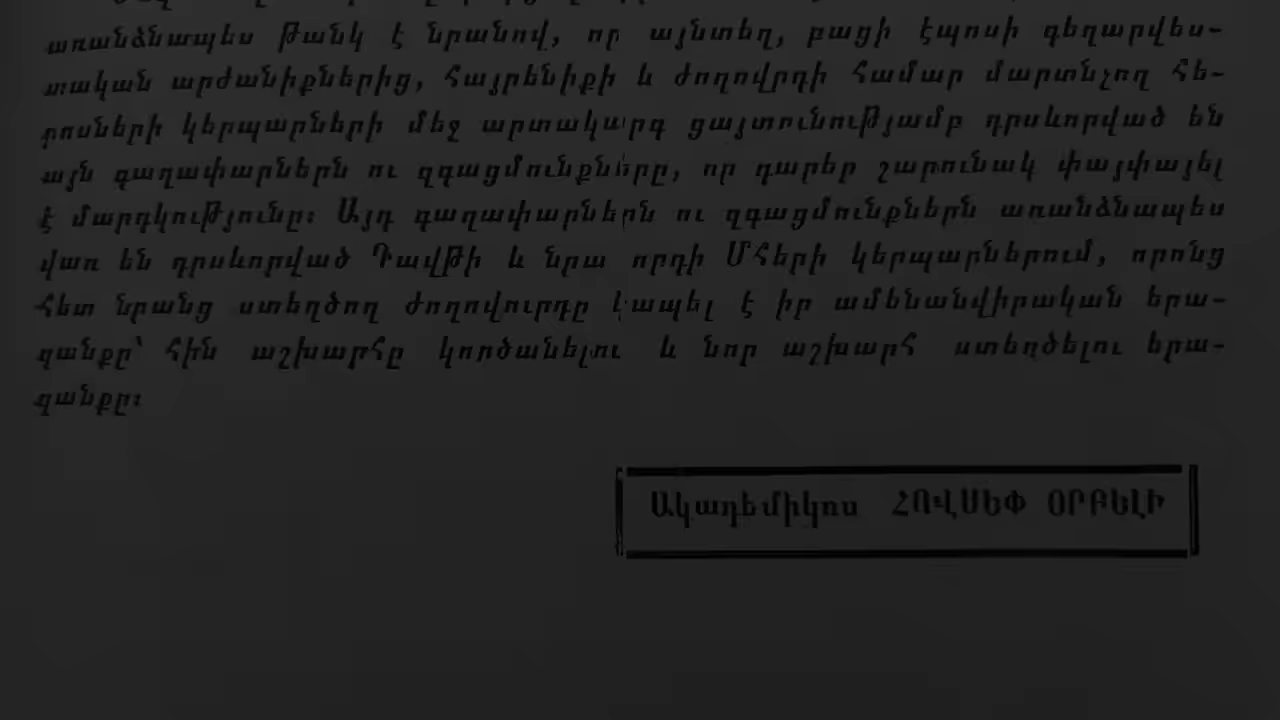 առանձնապես թանկ է նրանով, որ այնտեղ, բացի էպոսի գեղարվես-
տական արժանիքներից, հայրենիքի և ժողովրդի համար մարտնչող հե-
րոսների կերպարների մեջ արտակարգ ցայտունությամբ դրսևորված են
այն գաղափարներն ու զգացմունքները, որ դարեր շարունակ փայփայել
է մարդկությունը։ Այդ գաղափարներն ու զգացմունքներն առանձնապես
վառ են դրսևորված Դավթի և նրա որդի Մհերի կերպարներում, որոնց
հետ նրանց ստեղծող ժողովուրդը կապել է իր ամենանվիրական երա-
զանքը՝ հին աշխարհը կործանելու և նոր աշխարհ ստեղծելու երա-
զանքը։
Ակադեմիկոս ՀՈՎՍԵՓ ՕՐԲԵԼԻ